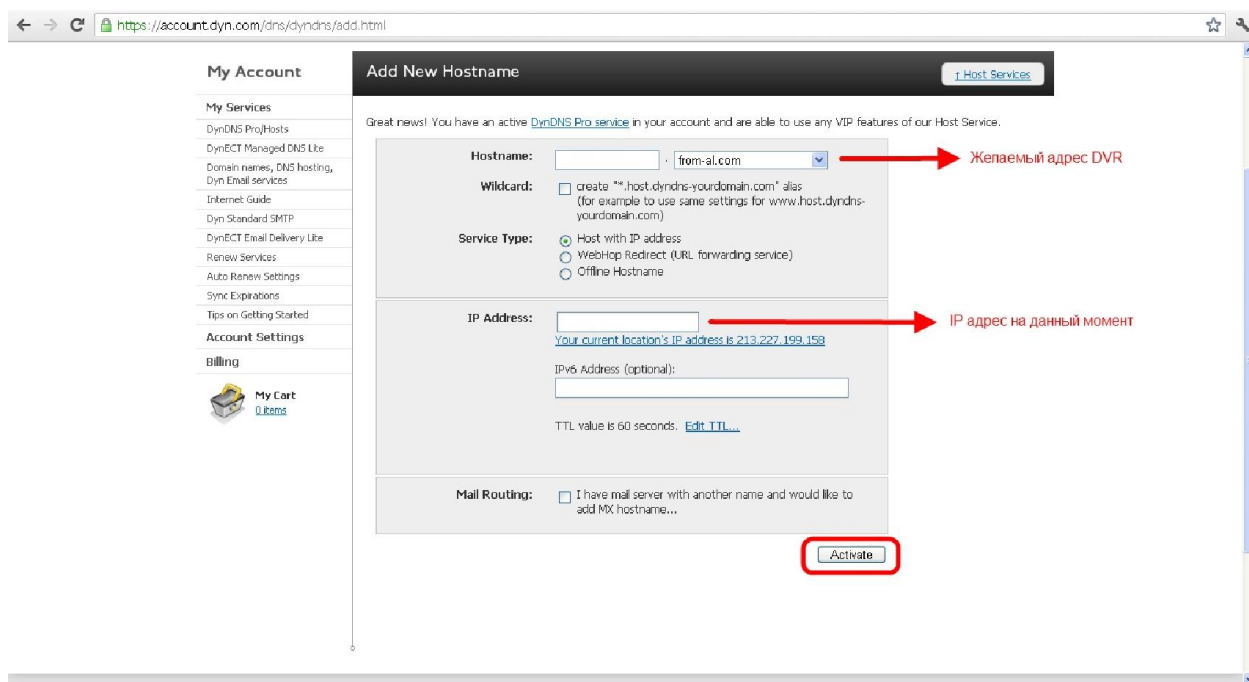 https://account.dyn.com/dns/dyndns/add.html
My Account
Add New Hostname
↑ Host Services
My Services
DynDNS Pro/Hosts
DynECT Managed DNS Lite
Domain names, DNS hosting,
Dyn Email services
Internet Guide
Dyn Standard SMTP
DynECT Email Delivery Lite
Renew Services
Auto Renew Settings
Sync Expirations
Tips on Getting Started
Account Settings
Billing
My Cart
0 items
Great news! You have an active DynDNS Pro service in your account and are able to use any VIP features of our Host Service.
Hostname:
. from-al.com
Желаемый адрес DVR
Wildcard:
create "*.host.dyndns-yourdomain.com" alias
(for example to use same settings for www.host.dyndns-
yourdomain.com)
Service Type:
Host with IP address
WebHop Redirect (URL forwarding service)
Offline Hostname
IP Address:
IP адрес на данный момент
Your current location's IP address is 213.227.199.158
IPv6 Address (optional):
TTL value is 60 seconds. Edit TTL...
Mail Routing:
I have mail server with another name and would like to
add MX hostname...
Activate